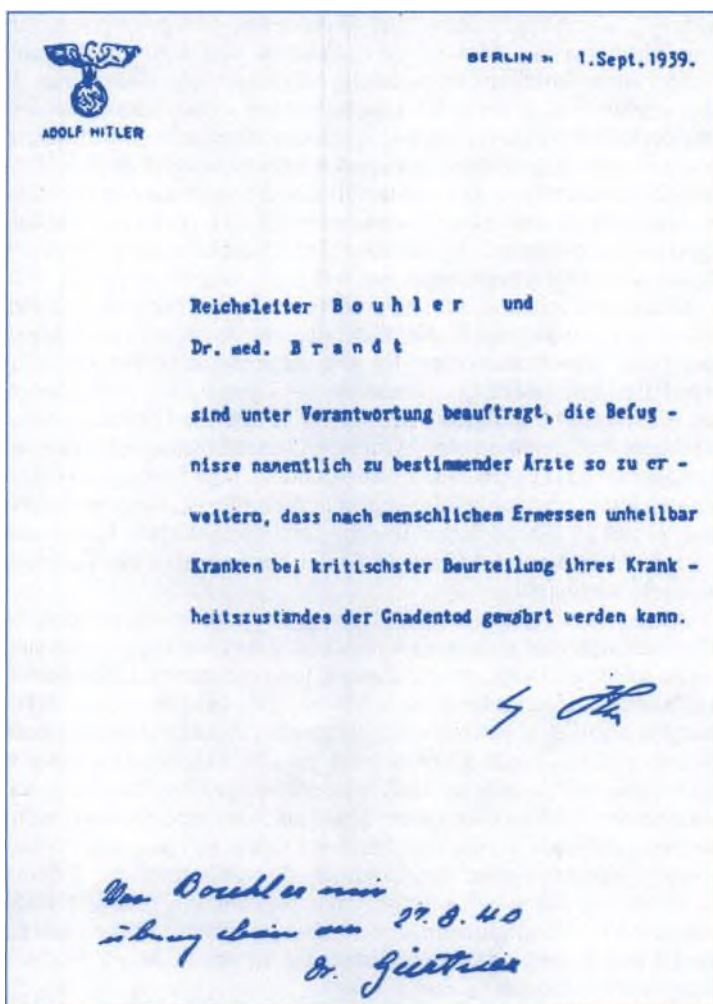 BERLIN 1.Sept.1939.
ADOLF HITLER
Reichsleiter B o u h l e r und
Dr. med. B r a n d t
sind unter Verantwortung beauftragt, die Befug -
nisse namentlich zu bestimmender Ärzte so zu er -
weitern, dass nach menschlichem Ermessen unheilbar
Kranken bei kritischster Beurteilung ihres Krank -
heitszustandes der Gnadentod gewährt werden kann.
Von Bouhler mir
übergeben am 27.8.40
Dr. Gürtner